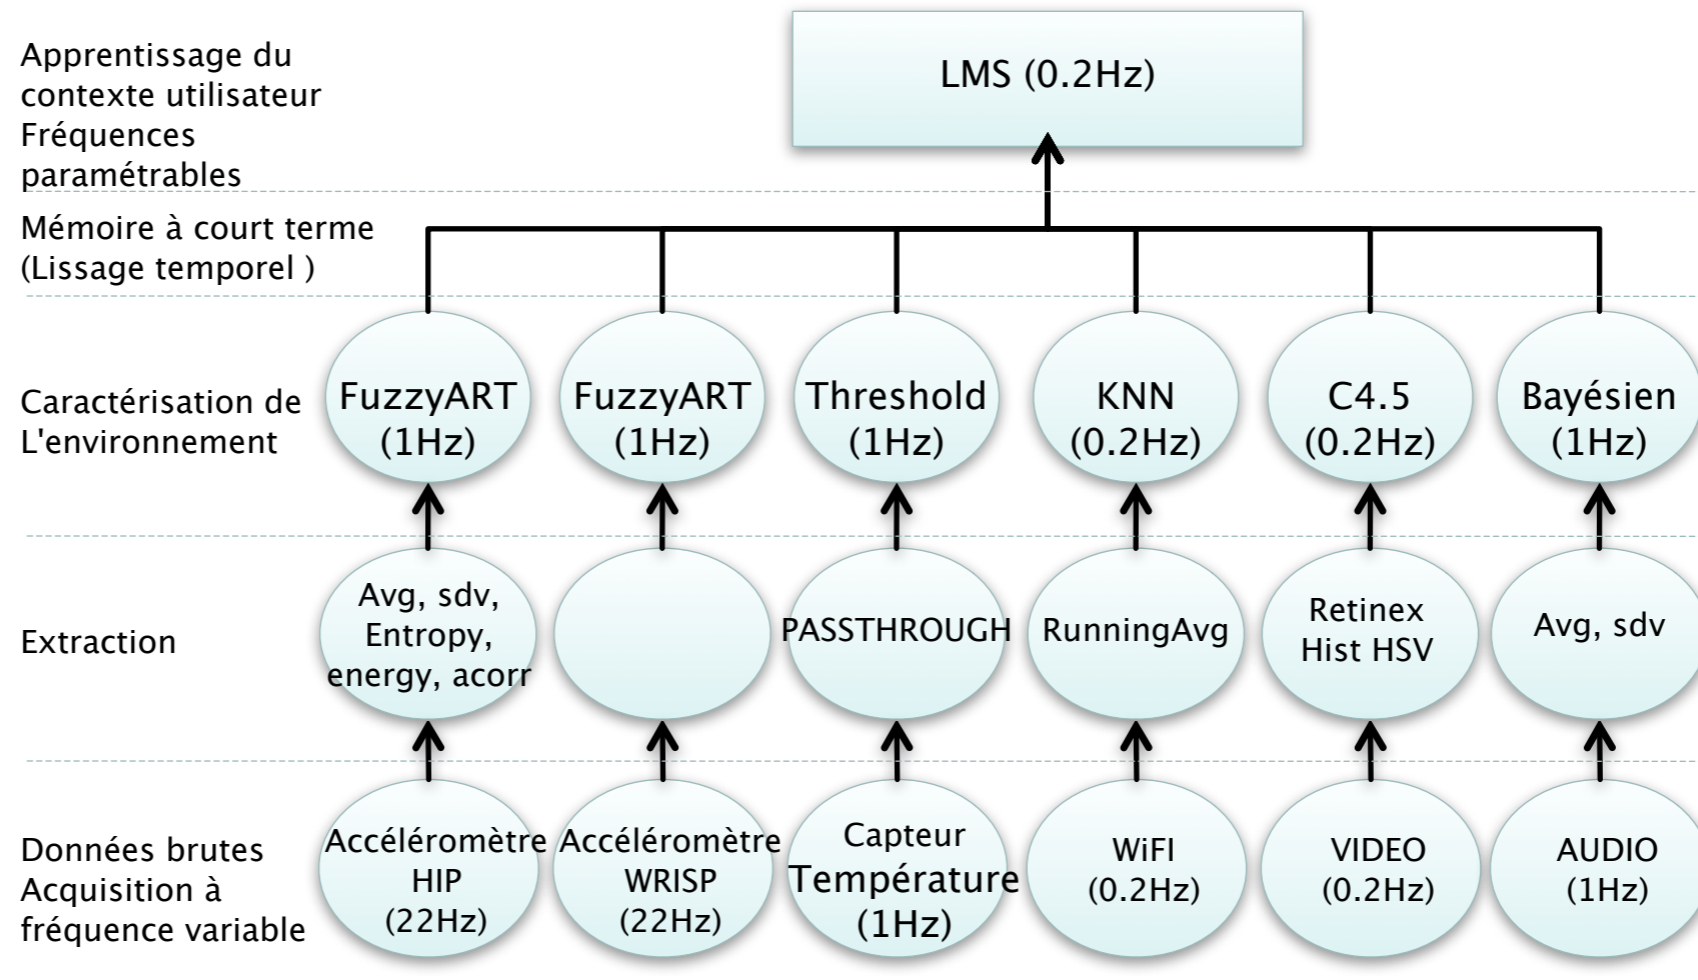 Apprentissage du
contexte utilisateur
Fréquences
paramétrables
LMS (0.2Hz)
Mémoire à court terme
(Lissage temporel )
Caractérisation de
L'environnement
FuzzyART
(1Hz)
FuzzyART
(1Hz)
Threshold
(1Hz)
KNN
(0.2Hz)
C4.5
(0.2Hz)
Bayésien
(1Hz)
Extraction
Avg, sdv,
Entropy,
energy, acorr
PASSTHROUGH
RunningAvg
Retinex
Hist HSV
Avg, sdv
Données brutes
Acquisition à
fréquence variable
Accéléromètre
HIP
(22Hz)
Accéléromètre
WRISP
(22Hz)
Capteur
Température
(1Hz)
WiFI
(0.2Hz)
VIDEO
(0.2Hz)
AUDIO
(1Hz)